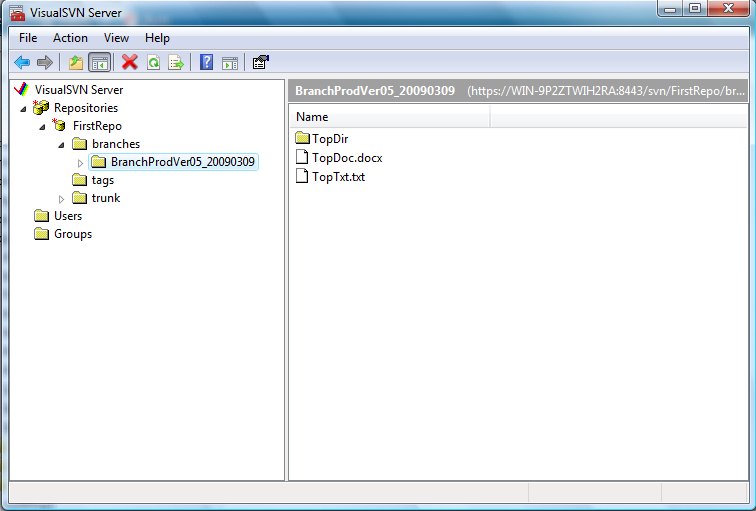 VisualSVN Server
File Action View Help
VisualSVN Server
Repositories
FirstRepo
branches
BranchProdVer05_20090309
tags
trunk
Users
Groups
BranchProdVer05_20090309 (https://WIN-9P2ZTWIH2RA:8443/svn/FirstRepo/br...
Name
TopDir
TopDoc.docx
TopTxt.txt